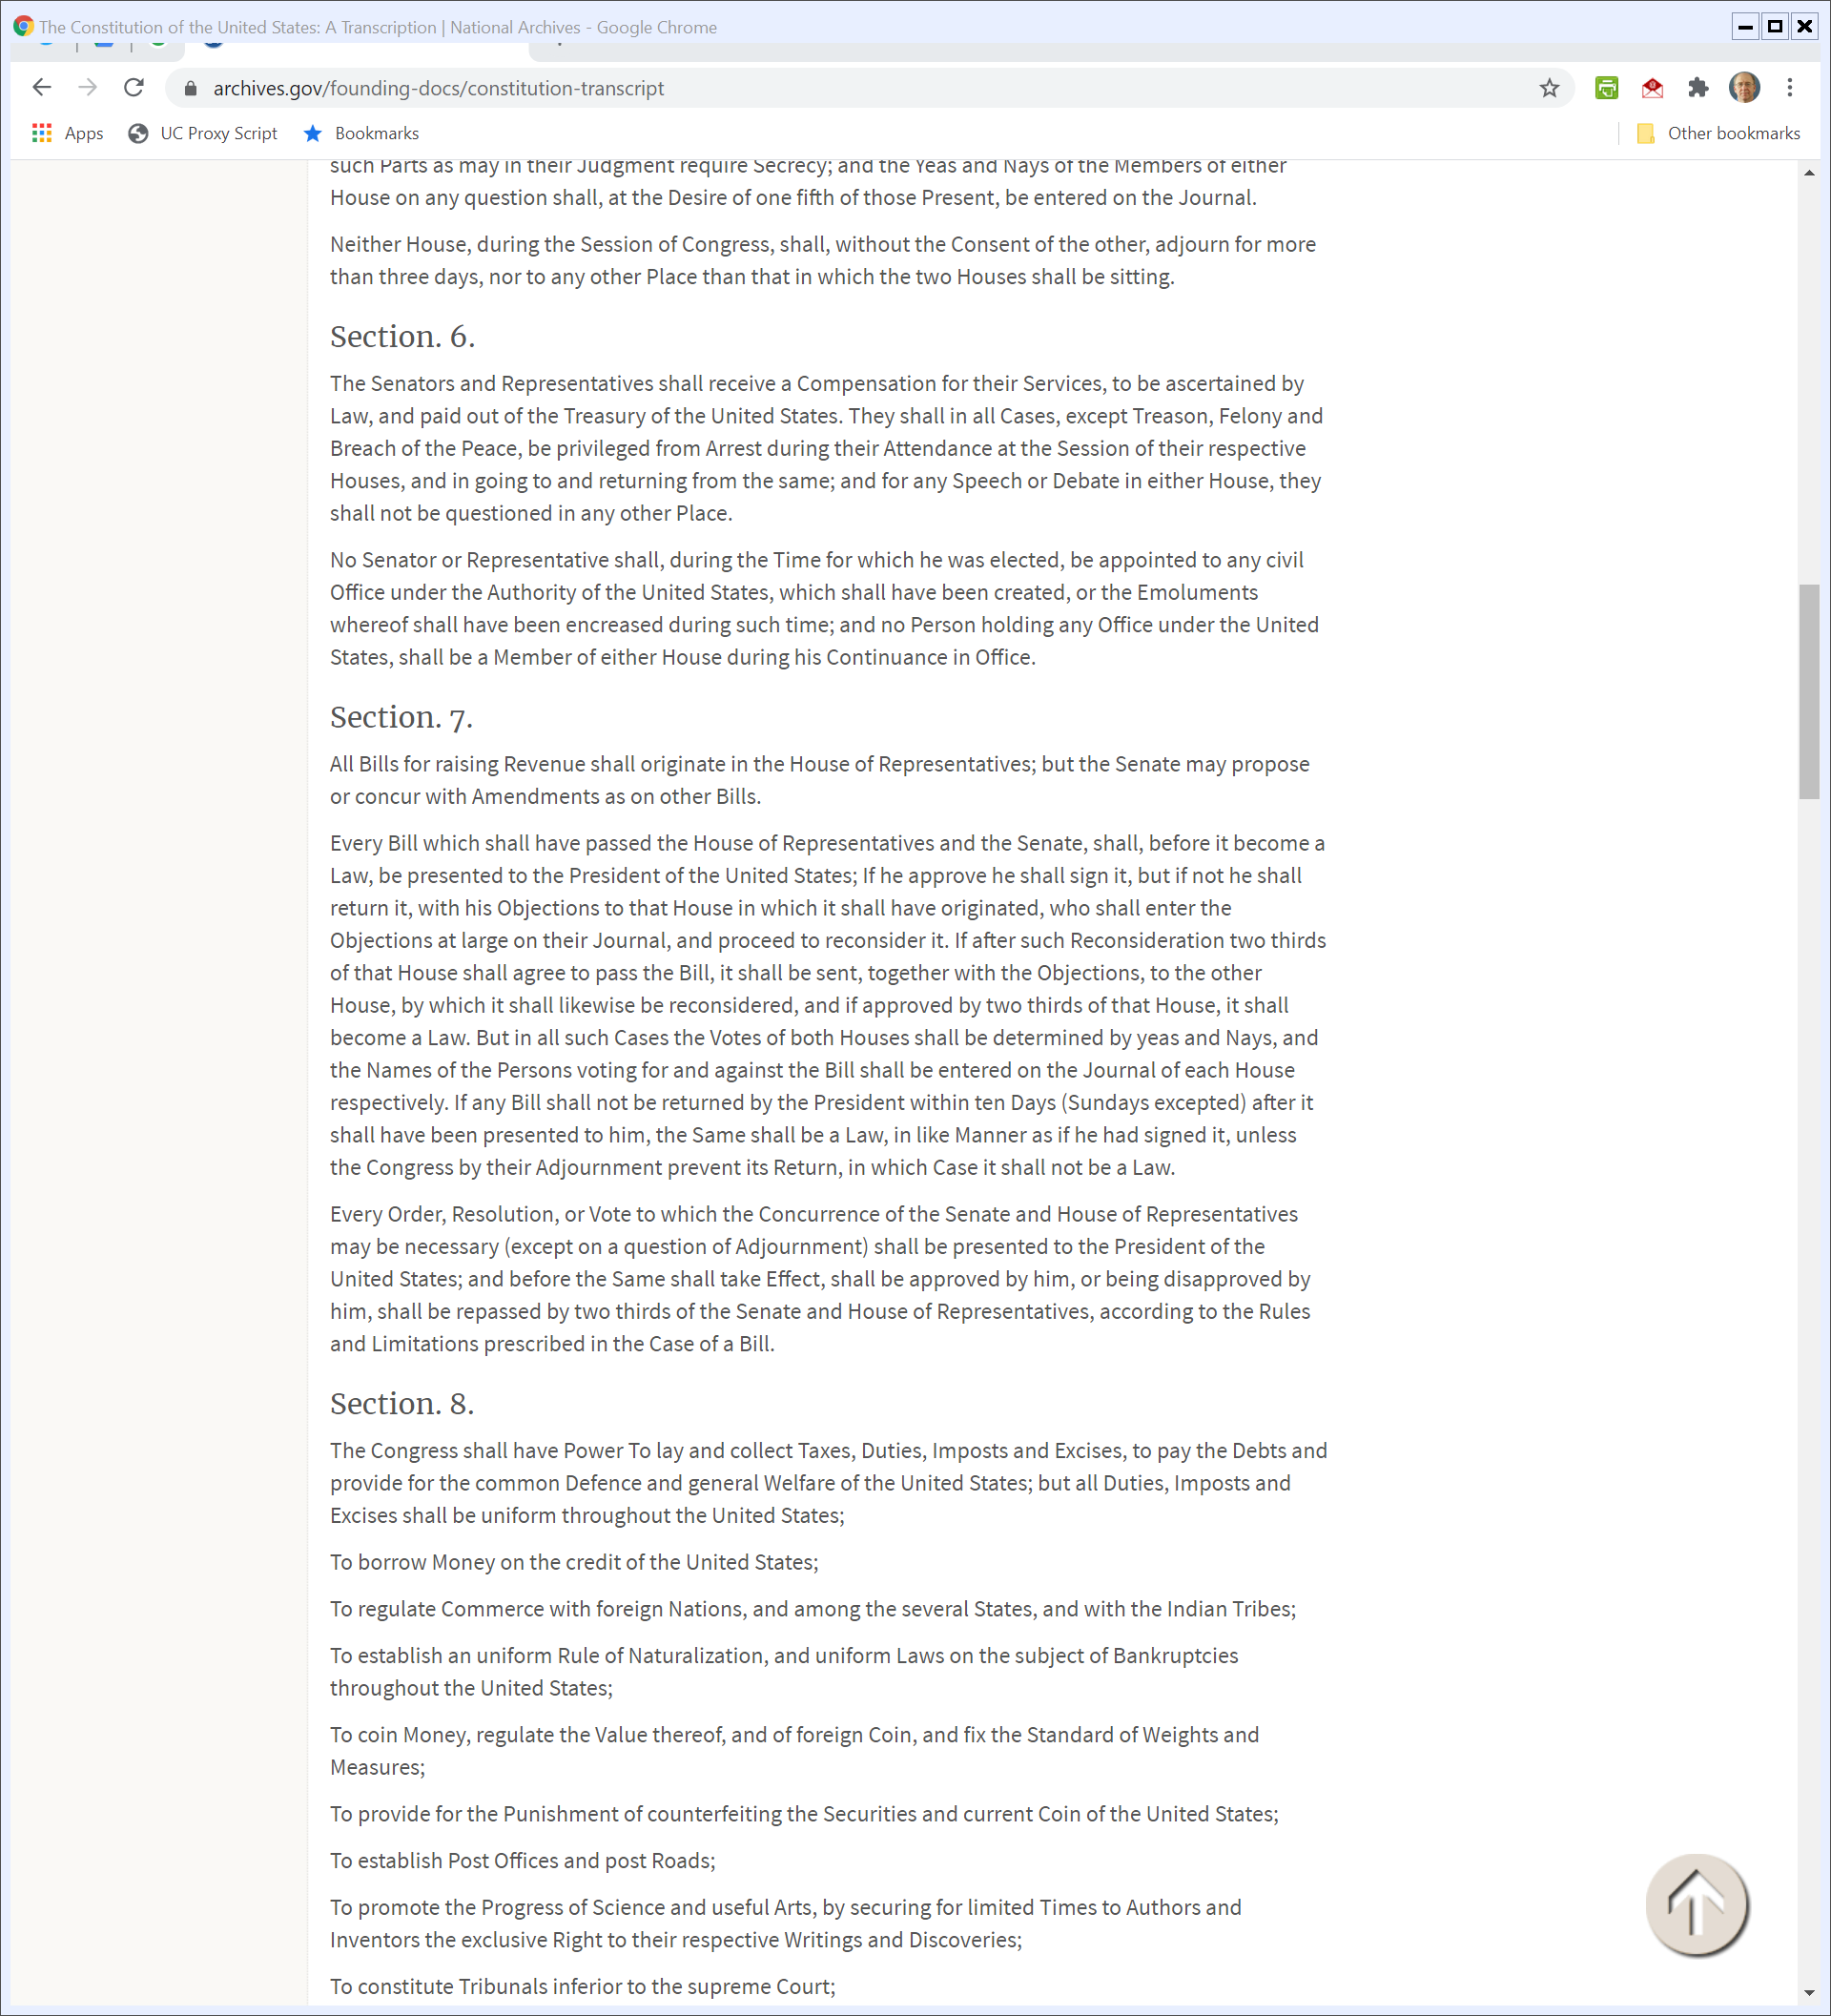 The Constitution of the United States: A Transcription | National Archives - Google Chrome
archives.gov/founding-docs/constitution-transcript
Apps UC Proxy Script Bookmarks Other bookmarks
such Parts as may in their Judgment require Secrecy; and the Yeas and Nays of the Members of either
House on any question shall, at the Desire of one fifth of those Present, be entered on the Journal.
Neither House, during the Session of Congress, shall, without the Consent of the other, adjourn for more
than three days, nor to any other Place than that in which the two Houses shall be sitting.
Section. 6.
The Senators and Representatives shall receive a Compensation for their Services, to be ascertained by
Law, and paid out of the Treasury of the United States. They shall in all Cases, except Treason, Felony and
Breach of the Peace, be privileged from Arrest during their Attendance at the Session of their respective
Houses, and in going to and returning from the same; and for any Speech or Debate in either House, they
shall not be questioned in any other Place.
No Senator or Representative shall, during the Time for which he was elected, be appointed to any civil
Office under the Authority of the United States, which shall have been created, or the Emoluments
whereof shall have been encreased during such time; and no Person holding any Office under the United
States, shall be a Member of either House during his Continuance in Office.
Section. 7.
All Bills for raising Revenue shall originate in the House of Representatives; but the Senate may propose
or concur with Amendments as on other Bills.
Every Bill which shall have passed the House of Representatives and the Senate, shall, before it become a
Law, be presented to the President of the United States; If he approve he shall sign it, but if not he shall
return it, with his Objections to that House in which it shall have originated, who shall enter the
Objections at large on their Journal, and proceed to reconsider it. If after such Reconsideration two thirds
of that House shall agree to pass the Bill, it shall be sent, together with the Objections, to the other
House, by which it shall likewise be reconsidered, and if approved by two thirds of that House, it shall
become a Law. But in all such Cases the Votes of both Houses shall be determined by yeas and Nays, and
the Names of the Persons voting for and against the Bill shall be entered on the Journal of each House
respectively. If any Bill shall not be returned by the President within ten Days (Sundays excepted) after it
shall have been presented to him, the Same shall be a Law, in like Manner as if he had signed it, unless
the Congress by their Adjournment prevent its Return, in which Case it shall not be a Law.
Every Order, Resolution, or Vote to which the Concurrence of the Senate and House of Representatives
may be necessary (except on a question of Adjournment) shall be presented to the President of the
United States; and before the Same shall take Effect, shall be approved by him, or being disapproved by
him, shall be repassed by two thirds of the Senate and House of Representatives, according to the Rules
and Limitations prescribed in the Case of a Bill.
Section. 8.
The Congress shall have Power To lay and collect Taxes, Duties, Imposts and Excises, to pay the Debts and
provide for the common Defence and general Welfare of the United States; but all Duties, Imposts and
Excises shall be uniform throughout the United States;
To borrow Money on the credit of the United States;
To regulate Commerce with foreign Nations, and among the several States, and with the Indian Tribes;
To establish an uniform Rule of Naturalization, and uniform Laws on the subject of Bankruptcies
throughout the United States;
To coin Money, regulate the Value thereof, and of foreign Coin, and fix the Standard of Weights and
Measures;
To provide for the Punishment of counterfeiting the Securities and current Coin of the United States;
To establish Post Offices and post Roads;
To promote the Progress of Science and useful Arts, by securing for limited Times to Authors and
Inventors the exclusive Right to their respective Writings and Discoveries;
To constitute Tribunals inferior to the supreme Court;